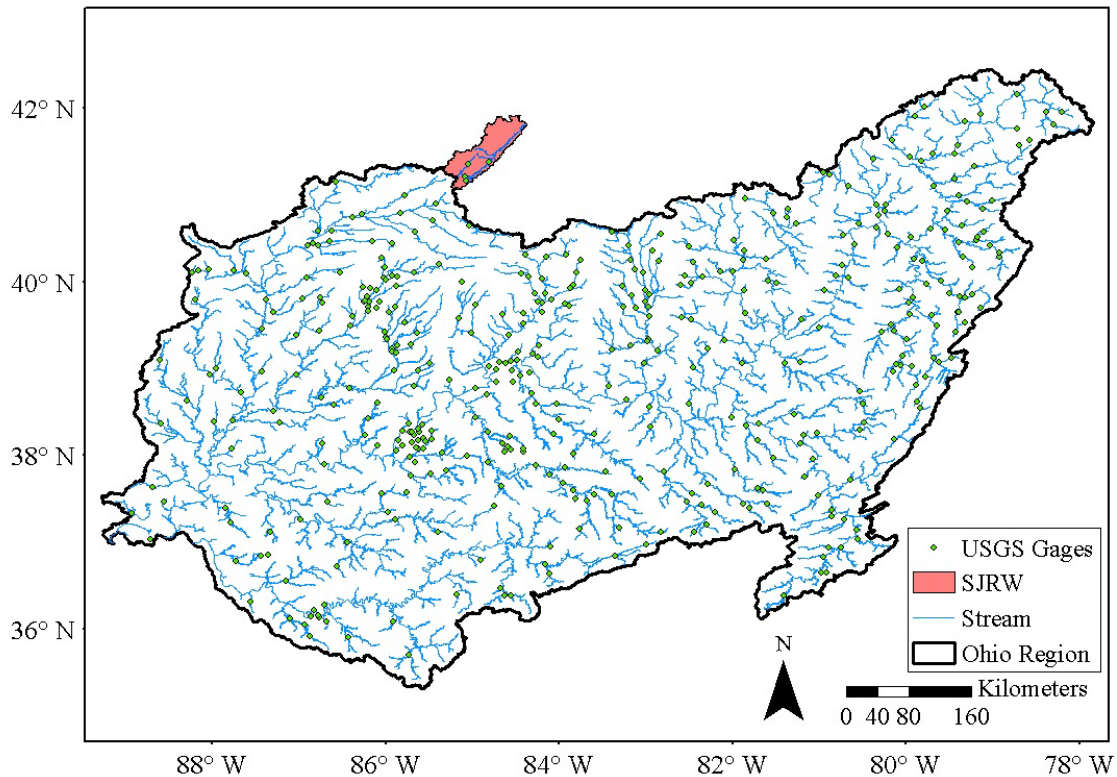 42° N
40° N
38° N
36° N
USGS Gages
SJRW
Stream
Ohio Region
N
Kilometers
0 40 80 160
88° W 86° W 84° W 82° W 80° W 78° W